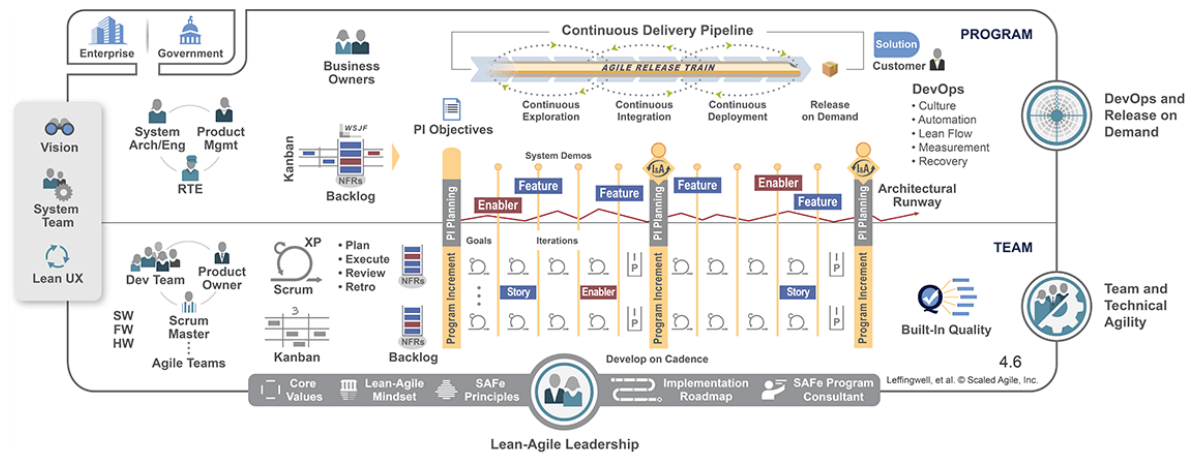 Enterprise
Government
Business
Owners
Continuous Delivery Pipeline
AGILE RELEASE TRAIN
Continuous
Exploration
Continuous
Integration
Continuous
Deployment
Release
on Demand
Solution
Customer
PROGRAM
DevOps
• Culture
• Automation
• Lean Flow
• Measurement
• Recovery
DevOps and
Release on
Demand
Vision
System
Team
Lean UX
System
Arch/Eng
Product
Mgmt
RTE
Kanban
WSJF
NFRs
Backlog
PI Objectives
System Demos
Enabler
Feature
Feature
I&A
Feature
Enabler
Feature
I&A
Architectural
Runway
PI Planning
PI Planning
PI Planning
TEAM
Dev Team
Product
Owner
Scrum
Master
Agile Teams
SW
FW
HW
XP
Scrum
• Plan
• Execute
• Review
• Retro
3
Kanban
NFRs
NFRs
Backlog
Goals
Iterations
Program Increment
Program Increment
Program Increment
Story
Enabler
Story
I
P
I
P
I
P
I
P
Develop on Cadence
Built-In Quality
Team and
Technical
Agility
4.6
Leffingwell, et al. © Scaled Agile, Inc.
Core
Values
Lean-Agile
Mindset
SAFe
Principles
Implementation
Roadmap
SAFe Program
Consultant
Lean-Agile Leadership